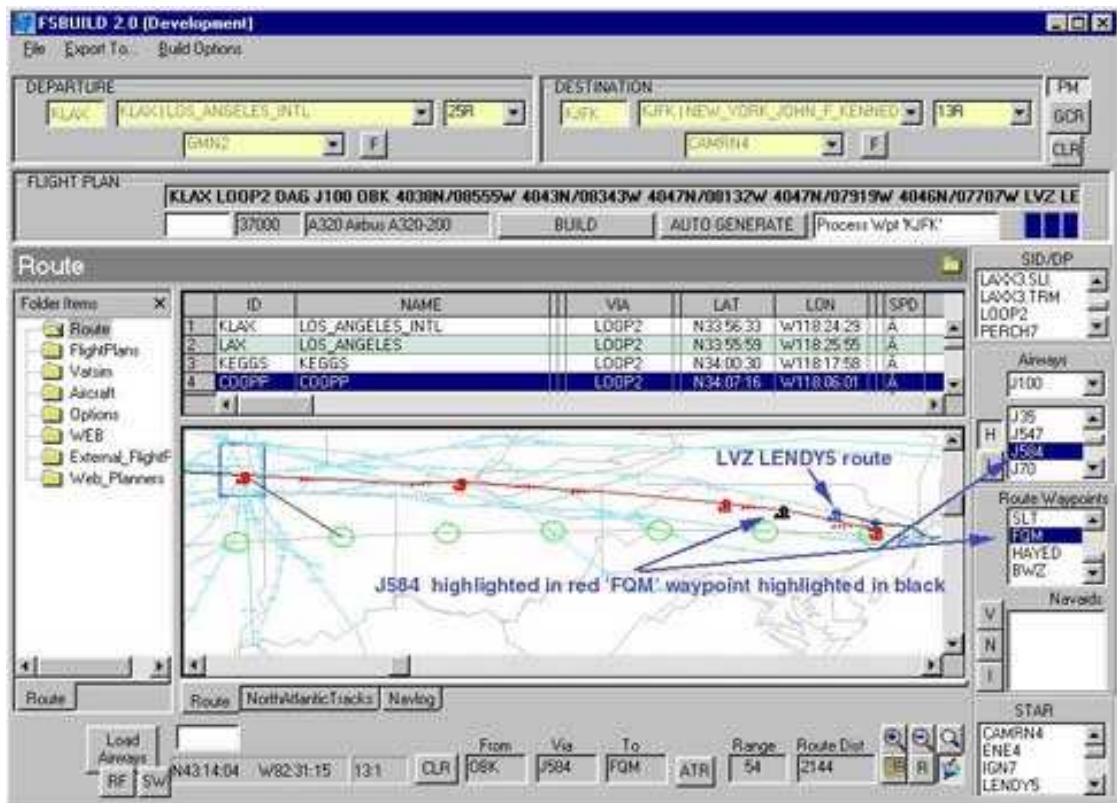 FSBUILD 2.0 (Development)
File Export To... Build Options
DEPARTURE
KLAX KLAX|LOS_ANGELES_INTL 25R
GMN2 F
DESTINATION
KJFK KJFK|NEW_YORK_JOHN_F_KENNED 13R
CAMRN4 F
PM
GCR
CLR
FLIGHT PLAN
KLAX LOOP2 DAG J100 OBK 4038N/08555W 4043N/08343W 4047N/08132W 4047N/07919W 4046N/07707W LVZ LE
37000 A320 Airbus A320-200 BUILD AUTO GENERATE Process Wpt 'KJFK'
Route
Folder Items X
Route
FlightPlans
Vatsim
Aircraft
Options
WEB
External_FlightF
Web_Planners
Route
ID NAME VIA LAT LON SPD
1 KLAX LOS_ANGELES_INTL LOOP2 N33:56:33 W118:24:29 A
2 LAX LOS_ANGELES LOOP2 N33:55:59 W118:25:55 A
3 KEGGS KEGGS LOOP2 N34:00:30 W118:17:58 A
4 COOPP COOPP LOOP2 N34:07:16 W118:06:01 A
LVZ LENDY5 route
J584 highlighted in red 'FQM' waypoint highlighted in black
Route NorthAtlanticTracks Navlog
SID/DP
LAXX3.SLI
LAXX3.TRM
LOOP2
PERCH7
Airways
J100
H
J35
J547
J584
J70
Route Waypoints
SLT
FQM
HAYED
BWZ
Navaids
V
N
I
STAR
CAMRN4
ENE4
IGN7
LENDY5
Load Airways
RF SW
N43:14:04 W82:31:15 13:1 CLR
From Via To Range Route Dist
OBK J584 FQM ATR 54 2144
R